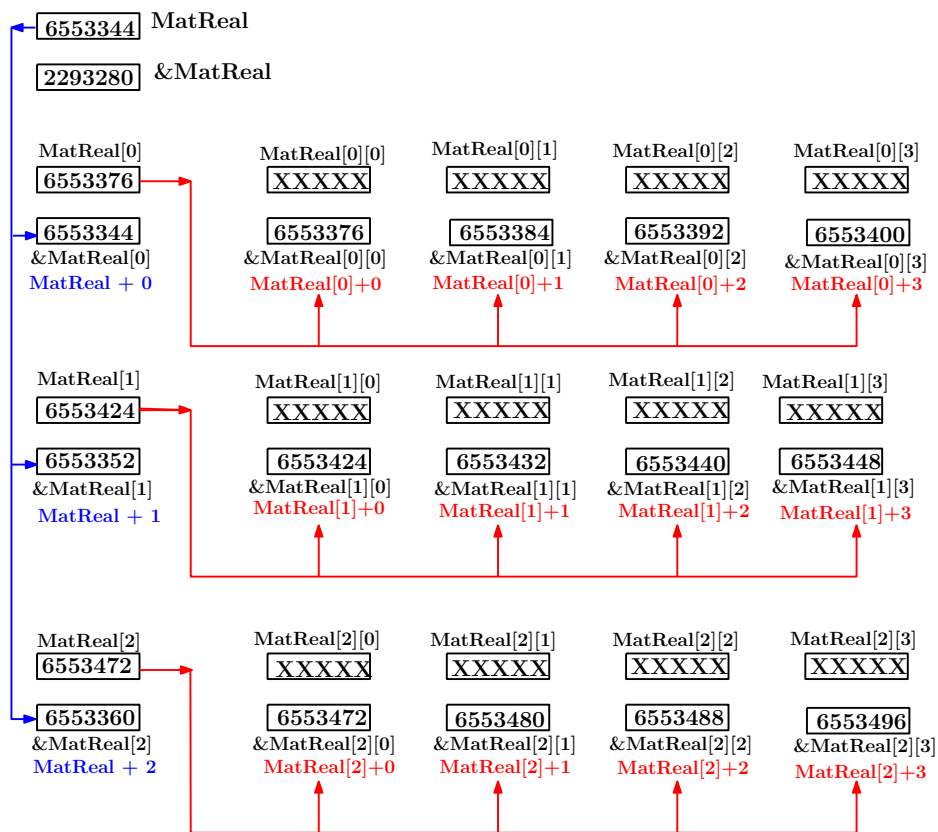 6553344 MatReal
2293280 &MatReal
MatReal[0] MatReal[0][0] MatReal[0][1] MatReal[0][2] MatReal[0][3]
6553376 XXXXX XXXXX XXXXX XXXXX
6553344 6553376 6553384 6553392 6553400
&MatReal[0] &MatReal[0][0] &MatReal[0][1] &MatReal[0][2] &MatReal[0][3]
MatReal + 0 MatReal[0]+0 MatReal[0]+1 MatReal[0]+2 MatReal[0]+3
MatReal[1] MatReal[1][0] MatReal[1][1] MatReal[1][2] MatReal[1][3]
6553424 XXXXX XXXXX XXXXX XXXXX
6553352 6553424 6553432 6553440 6553448
&MatReal[1] &MatReal[1][0] &MatReal[1][1] &MatReal[1][2] &MatReal[1][3]
MatReal + 1 MatReal[1]+0 MatReal[1]+1 MatReal[1]+2 MatReal[1]+3
MatReal[2] MatReal[2][0] MatReal[2][1] MatReal[2][2] MatReal[2][3]
6553472 XXXXX XXXXX XXXXX XXXXX
6553360 6553472 6553480 6553488 6553496
&MatReal[2] &MatReal[2][0] &MatReal[2][1] &MatReal[2][2] &MatReal[2][3]
MatReal + 2 MatReal[2]+0 MatReal[2]+1 MatReal[2]+2 MatReal[2]+3